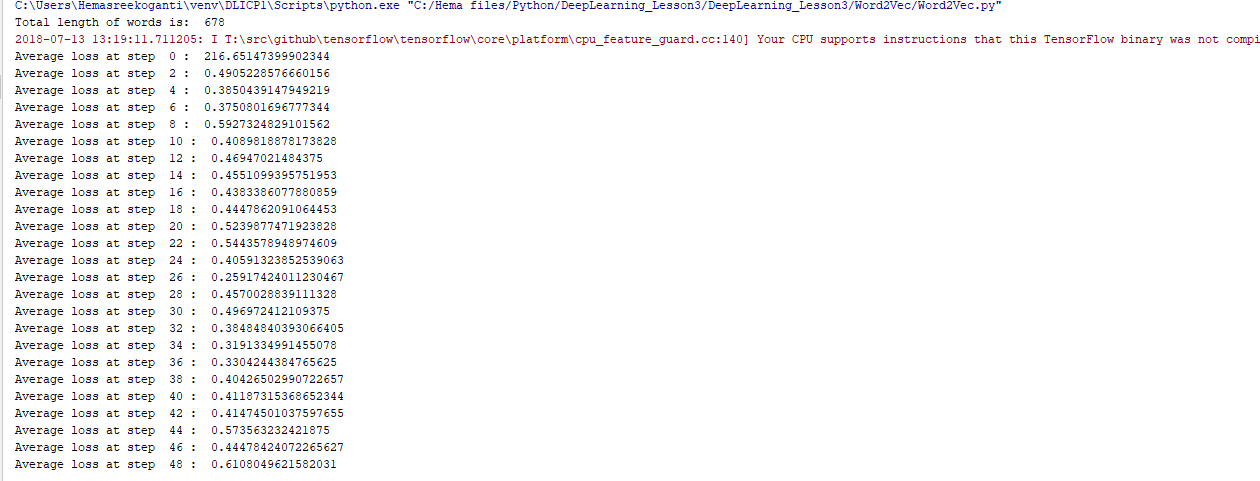 C:\Users\Hemasreekoganti\venv\DLICP1\Scripts\python.exe "C:/Hema files/Python/DeepLearning_Lesson3/DeepLearning_Lesson3/Word2Vec/Word2Vec.py"
Total length of words is:  678
2018-07-13 13:19:11.711205: I T:\src\github\tensorflow\tensorflow\core\platform\cpu_feature_guard.cc:140] Your CPU supports instructions that this TensorFlow binary was not compi
Average loss at step  0 :  216.65147399902344
Average loss at step  2 :  0.4905228576660156
Average loss at step  4 :  0.3850439147949219
Average loss at step  6 :  0.3750801696777344
Average loss at step  8 :  0.5927324829101562
Average loss at step  10 :  0.4089818878173828
Average loss at step  12 :  0.46947021484375
Average loss at step  14 :  0.4551099395751953
Average loss at step  16 :  0.4383386077880859
Average loss at step  18 :  0.4447862091064453
Average loss at step  20 :  0.5239877471923828
Average loss at step  22 :  0.5443578948974609
Average loss at step  24 :  0.40591323852539063
Average loss at step  26 :  0.25917424011230467
Average loss at step  28 :  0.4570028839111328
Average loss at step  30 :  0.496972412109375
Average loss at step  32 :  0.38484840393066405
Average loss at step  34 :  0.3191334991455078
Average loss at step  36 :  0.3304244384765625
Average loss at step  38 :  0.40426502990722657
Average loss at step  40 :  0.41187315368652344
Average loss at step  42 :  0.41474501037597655
Average loss at step  44 :  0.573563232421875
Average loss at step  46 :  0.44478424072265627
Average loss at step  48 :  0.6108049621582031